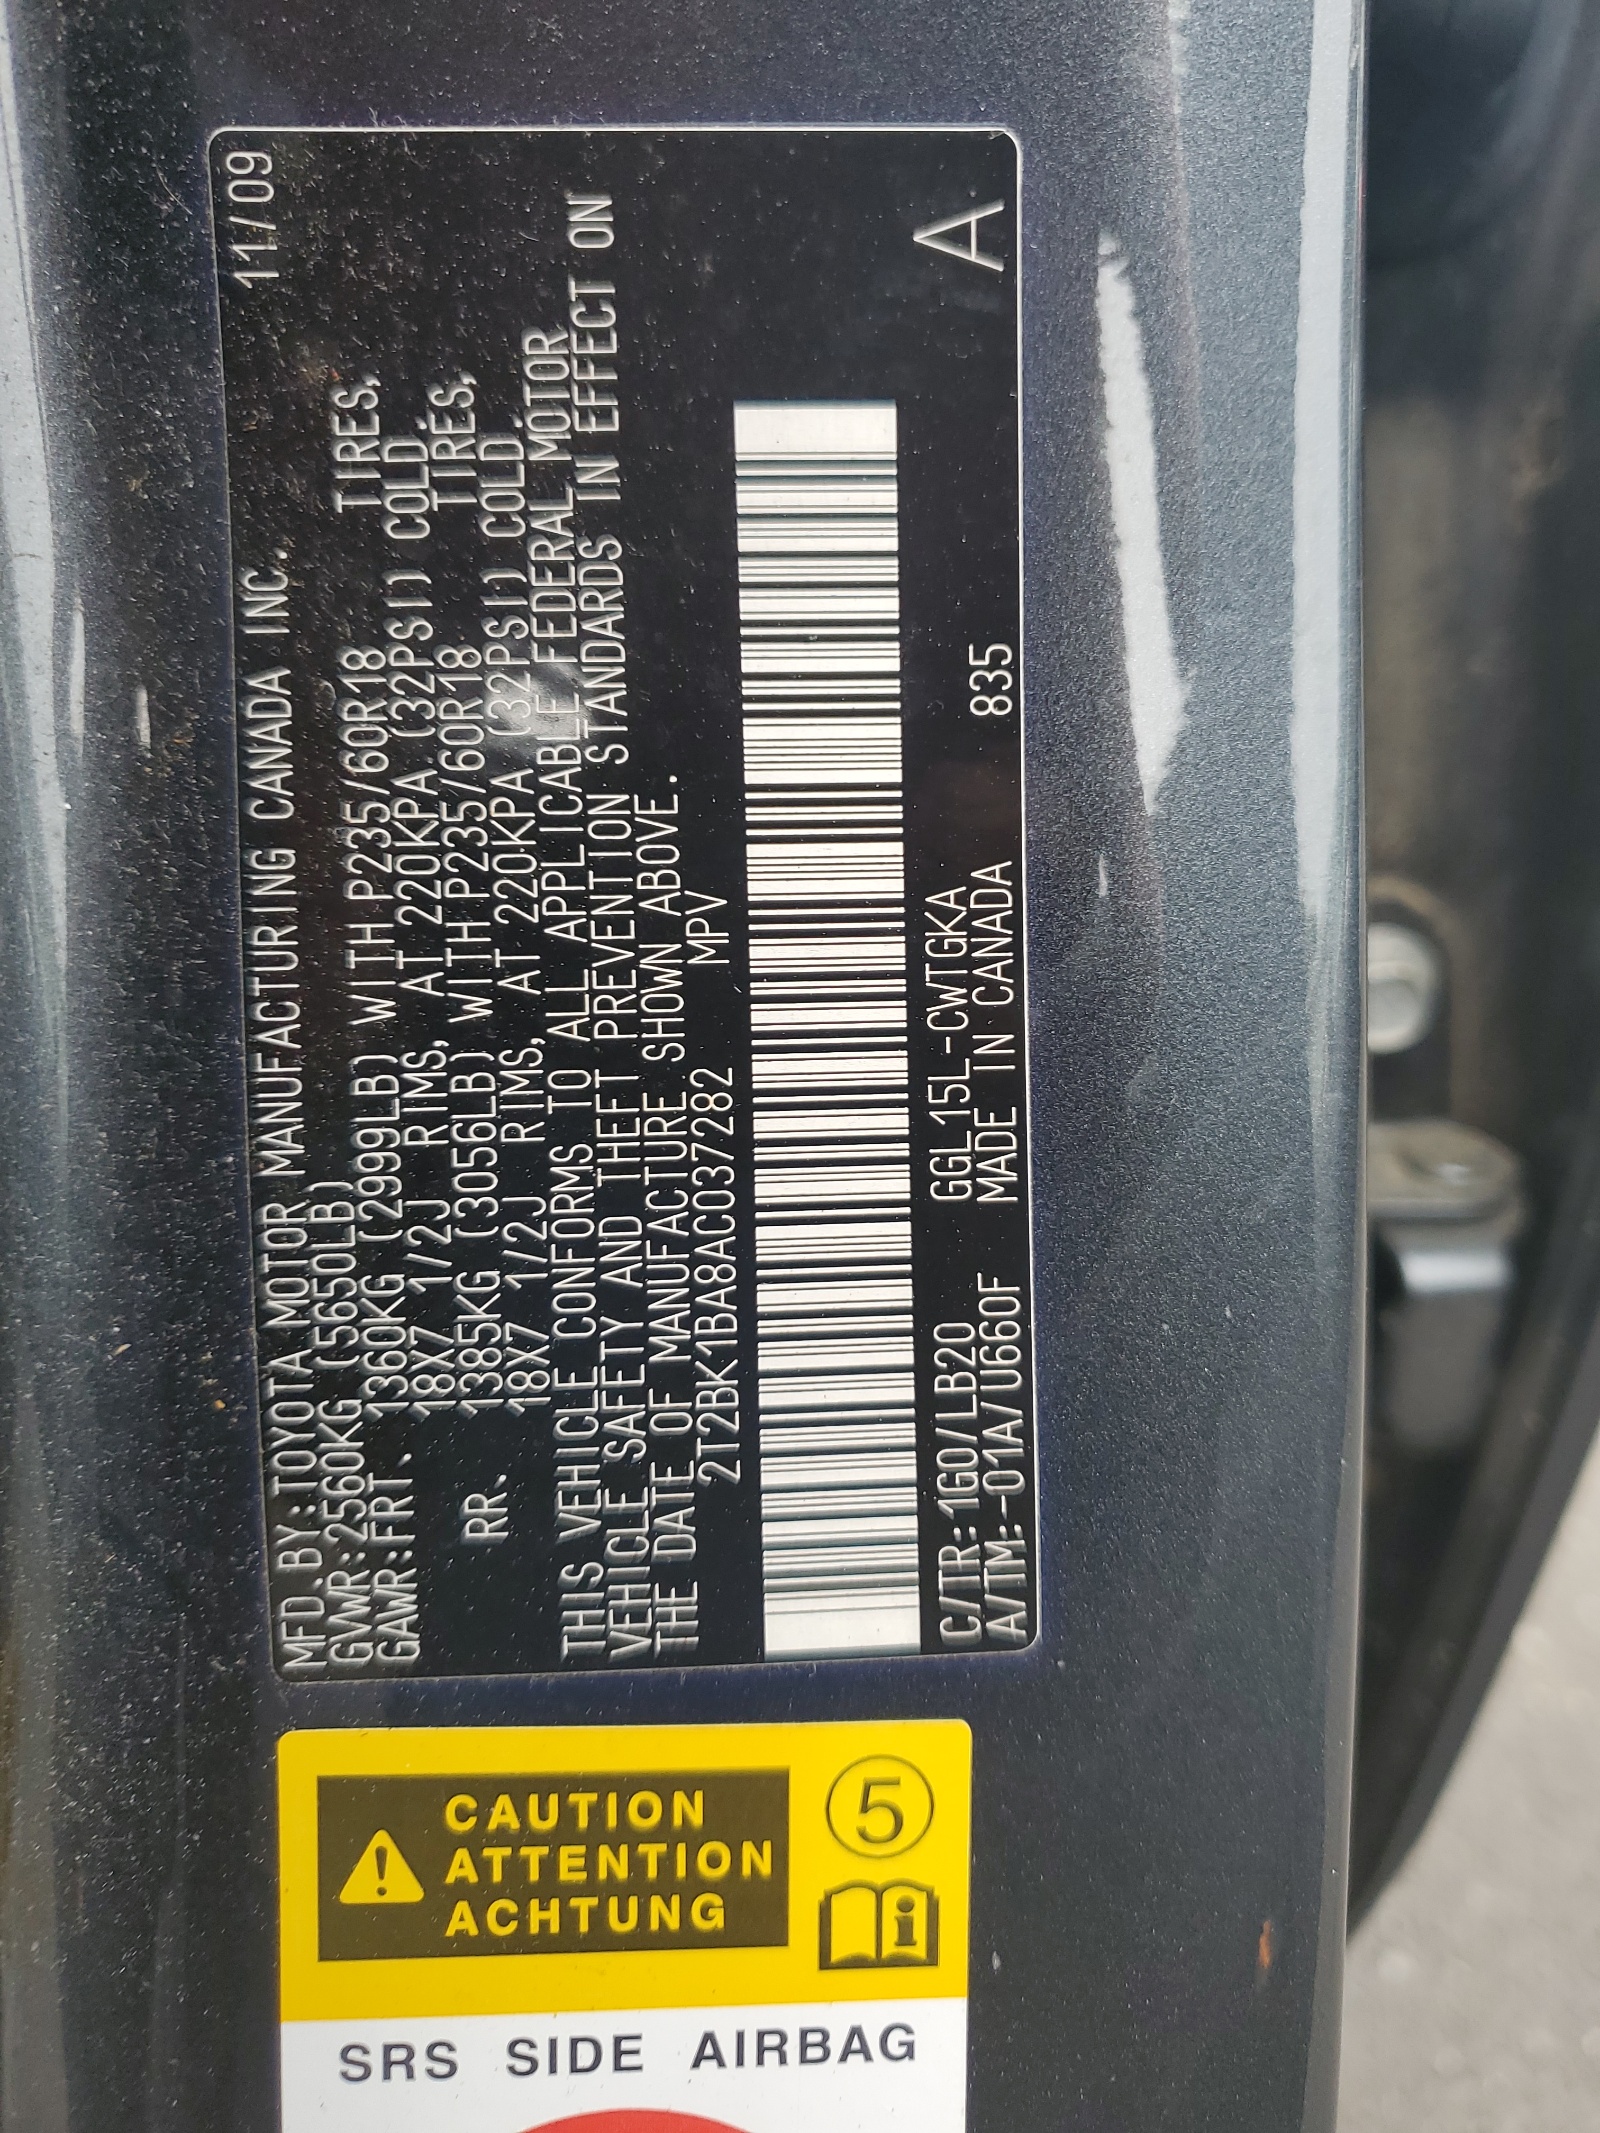 MFD.BY:TOYOTA MOTOR MANUFACTURING CANADA INC. 11/09
GVWR:2560KG (5650LB)
GAWR:FRT. 1360KG (2999LB) WITH P235/60R18 TIRES,
18X7 1/2J RIMS, AT 220KPA (32PSI) COLD.
RR. 1385KG (3056LB) WITH P235/60R18 TIRES,
18X7 1/2J RIMS, AT 220KPA (32PSI) COLD.
THIS VEHICLE CONFORMS TO ALL APPLICABLE FEDERAL MOTOR
VEHICLE SAFETY AND THEFT PREVENTION STANDARDS IN EFFECT ON
THE DATE OF MANUFACTURE SHOWN ABOVE.
2T2BK1BA8AC037282 MPV
C/TR:1G0/LB20 GGL15L-CWTGKA
A/TM:-01A/U660F MADE IN CANADA 835
A
CAUTION
ATTENTION
ACHTUNG
5
i
SRS SIDE AIRBAG